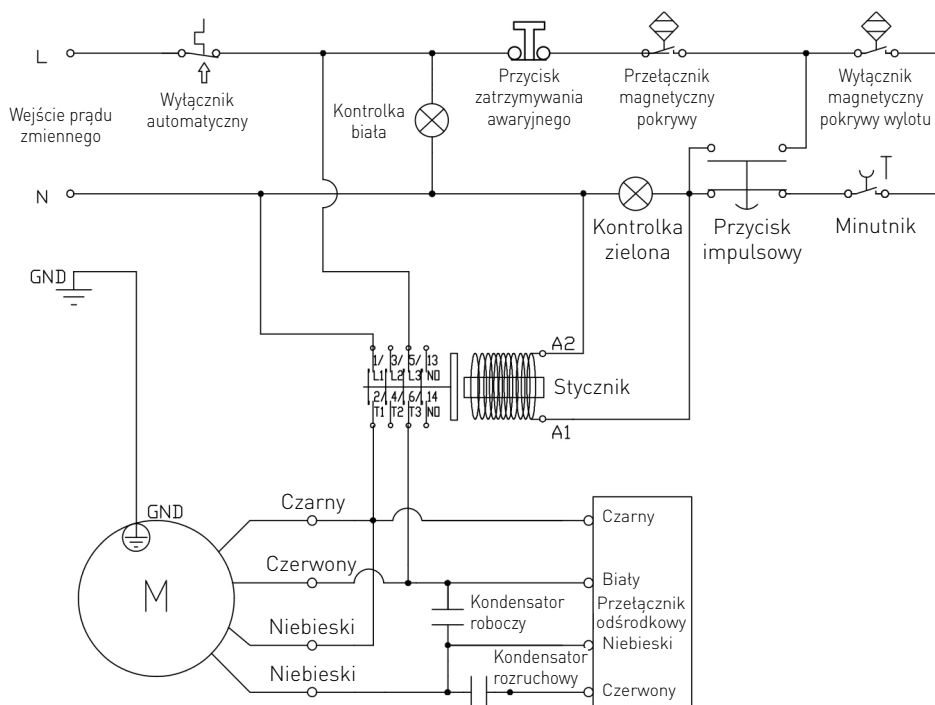 L
Wejście prądu
zmiennego
Wyłącznik
automatyczny
Kontrolka
biała
Przycisk
zatrzymywania
awaryjnego
Przełącznik
magnetyczny
pokrywy
Wyłącznik
magnetyczny
pokrywy wylotu
N
Kontrolka
zielona
Przycisk
impulsowy
T
Minutnik
GND
1/ 3/ 5/ 13
L1 L2 L3 NO
2/ 4/ 6/ 14
T1 T2 T3 NO
A2
Stycznik
A1
GND
M
Czarny
Czerwony
Niebieski
Niebieski
Kondensator
roboczy
Kondensator
rozruchowy
Czarny
Biały
Przełącznik
odśrodkowy
Niebieski
Czerwony